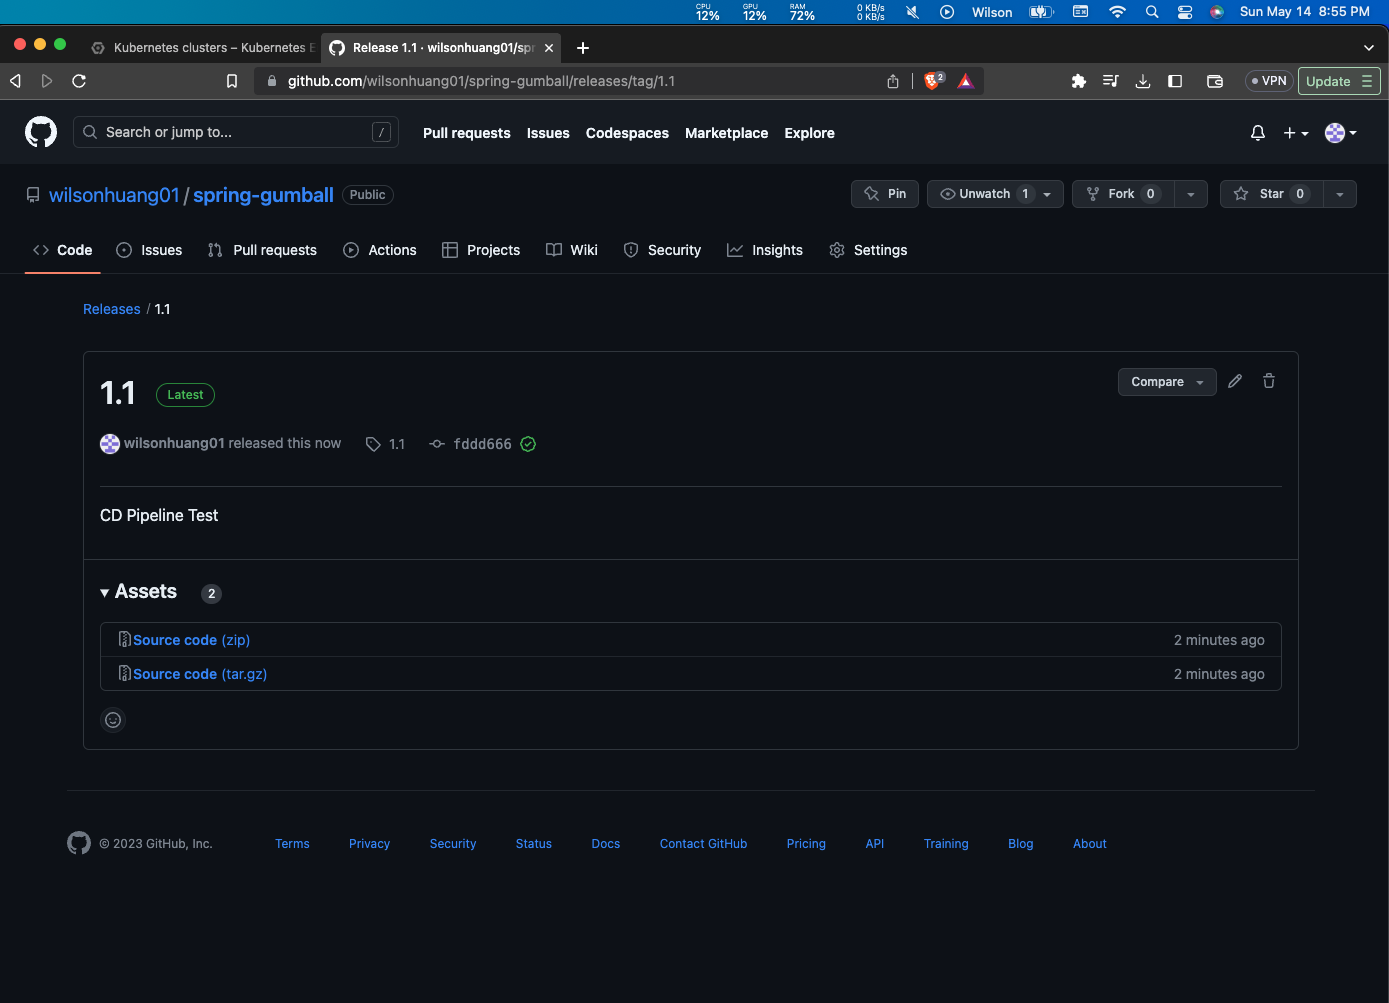 CPU 12% GPU 12% RAM 72% 0 KB/s 0 KB/s Wilson Sun May 14 8:55 PM
Kubernetes clusters – Kubernetes E Release 1.1 · wilsonhuang01/spr
github.com/wilsonhuang01/spring-gumball/releases/tag/1.1 2 VPN Update
Search or jump to... / Pull requests Issues Codespaces Marketplace Explore
wilsonhuang01 / spring-gumball Public Pin Unwatch 1 Fork 0 Star 0
Code Issues Pull requests Actions Projects Wiki Security Insights Settings
Releases / 1.1
1.1 Latest Compare
wilsonhuang01 released this now 1.1 fddd666
CD Pipeline Test
Assets 2
Source code (zip) 2 minutes ago
Source code (tar.gz) 2 minutes ago
© 2023 GitHub, Inc. Terms Privacy Security Status Docs Contact GitHub Pricing API Training Blog About